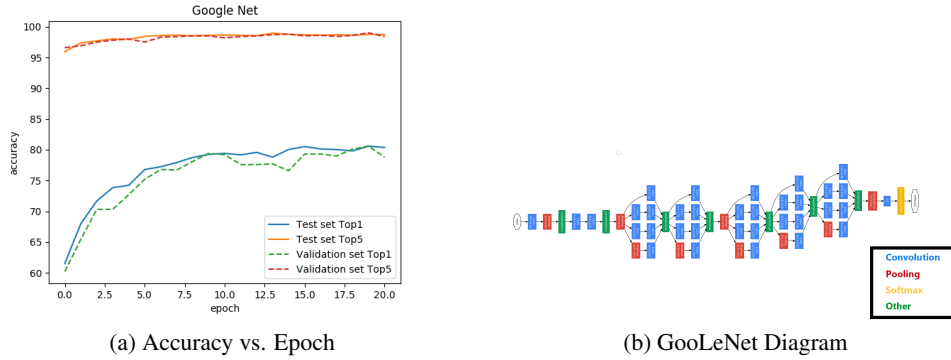 Google Net
100
95
90
85
80
75
70
65
60
accuracy
0.0 2.5 5.0 7.5 10.0 12.5 15.0 17.5 20.0
epoch
Test set Top1
Test set Top5
Validation set Top1
Validation set Top5
(a) Accuracy vs. Epoch
Convolution
Pooling
Softmax
Other
(b) GooLeNet Diagram